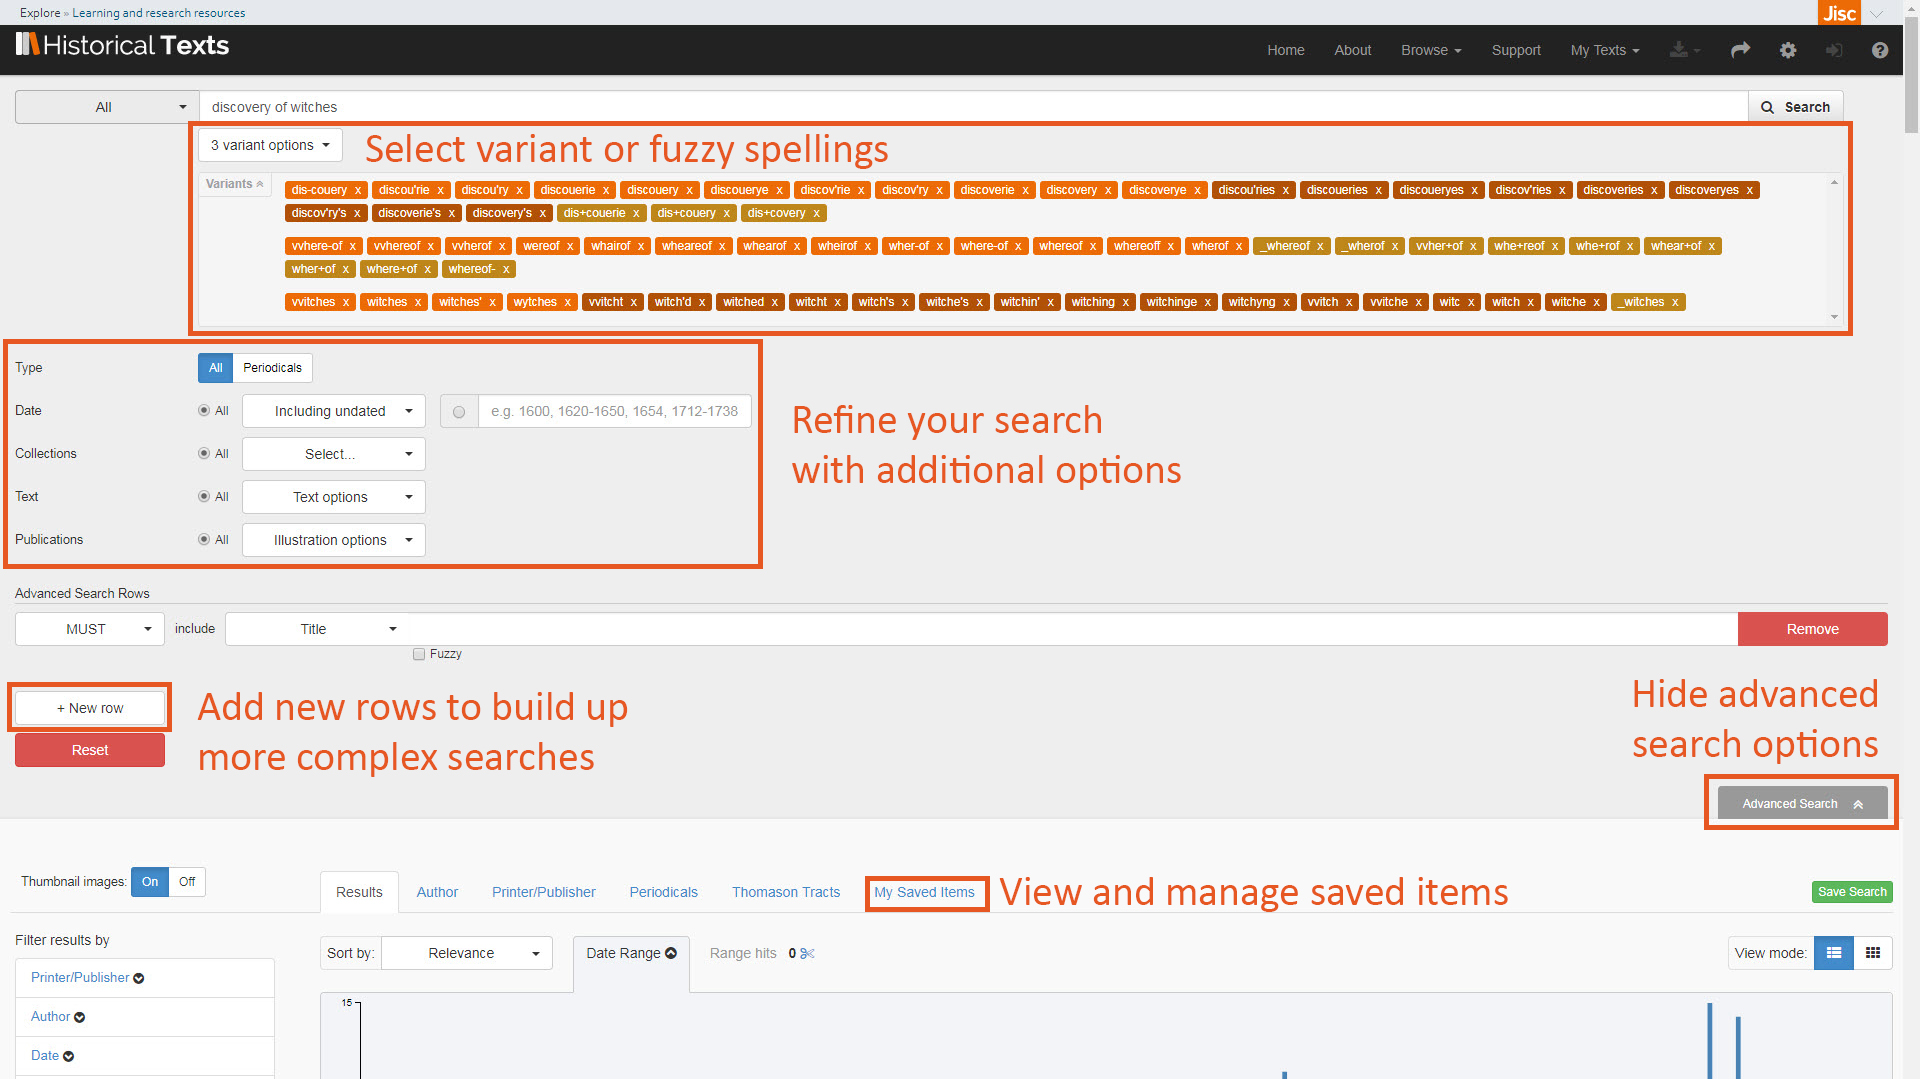 Explore » Learning and research resources
Jisc
Historical Texts
Home About Browse Support My Texts
All discovery of witches Search
3 variant options Select variant or fuzzy spellings
Variants dis-couery x discou'rie x discou'ry x discouerie x discouery x discouerye x discov'rie x discov'ry x discoverie x discovery x discoverye x discou'ries x discoueries x discoueryes x discov'ries x discoveries x discoveryes x
discov'ry's x discoverie's x discovery's x dis+couerie x dis+couery x dis+covery x
vvhere-of x vvhereof x vvherof x wereof x whairof x wheareof x whearof x wheirof x wher-of x where-of x whereof x whereoff x wherof x _whereof x _wherof x vvher+of x whe+reof x whe+rof x whear+of x
wher+of x where+of x whereof- x
vvitches x witches x witches' x wytches x vvitcht x witch'd x witched x witcht x witch's x witche's x witchin' x witching x witchinge x witchyng x vvitch x vvitche x witc x witch x witche x _witches x
Type All Periodicals
Date All Including undated e.g. 1600, 1620-1650, 1654, 1712-1738
Collections All Select...
Text All Text options
Publications All Illustration options
Refine your search
with additional options
Advanced Search Rows
MUST include Title Remove
Fuzzy
+ New row
Reset
Add new rows to build up
more complex searches
Hide advanced
search options
Advanced Search
Thumbnail images: On Off
Results Author Printer/Publisher Periodicals Thomason Tracts My Saved Items View and manage saved items Save Search
Filter results by
Printer/Publisher
Author
Date
Sort by: Relevance Date Range Range hits 0 View mode:
15